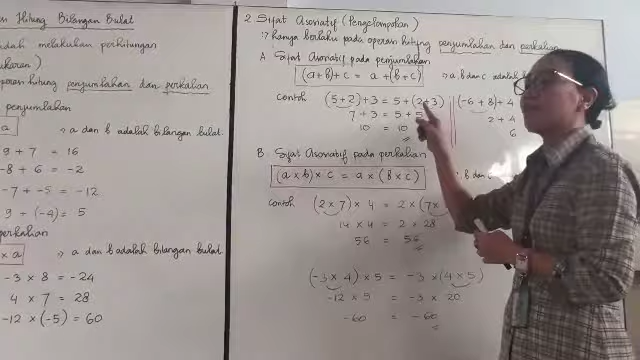 Hitung Bilangan Bulat
melakukan perhitungan
operasi hitung penjumlahan dan perkalian
penjumlahan
a
a dan b adalah bilangan bulat
9 + 7 = 16
-8 + 6 = -2
-7 + -5 = -12
9 + (-4) = 5
perkalian
× a
a dan b adalah bilangan bulat
-3 × 8 = -24
4 × 7 = 28
-12 × (-5) = 60
2 Sifat Asosiatif (Pengelompokan)
hanya berlaku pada operasi hitung penjumlahan dan perkalian
A. Sifat Asosiatif pada penjumlahan
(a+b)+c = a+(b+c)
a, b dan c adalah
Contoh (5+2)+3 = 5+(2+3)
7 + 3 = 5 + 5
10 = 10
(-6 + 8) + 4
2 + 4
6
B. Sifat Asosiatif pada perkalian
(a×b)×c = a×(b×c)
b dan c
Contoh (2×7)×4 = 2×(7×
14 × 4 = 2 × 28
56 = 56
(-3×4)×5 = -3×(4×5)
-12 × 5 = -3 × 20
-60 = -60